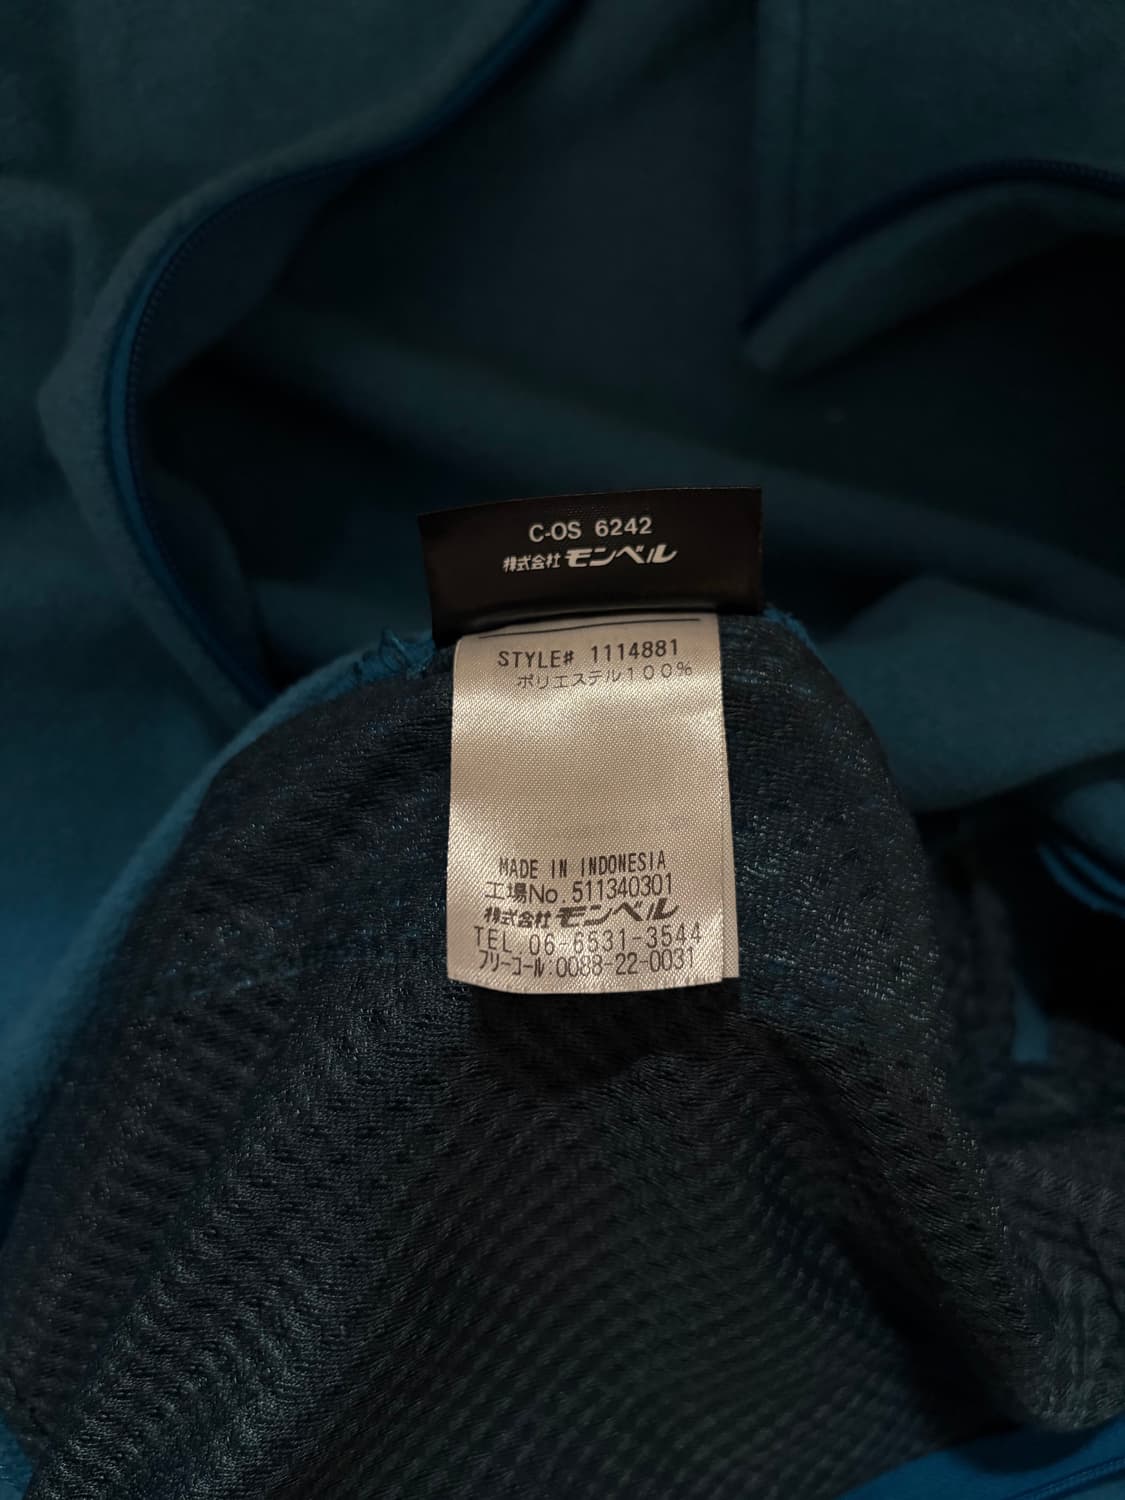 C-OS 6242
株式会社モンベル
STYLE# 1114881
ポリエステル100%
MADE IN INDONESIA
工場No.511340301
株式会社モンベル
TEL 06-6531-3544
フリーコール:0088-22-0031